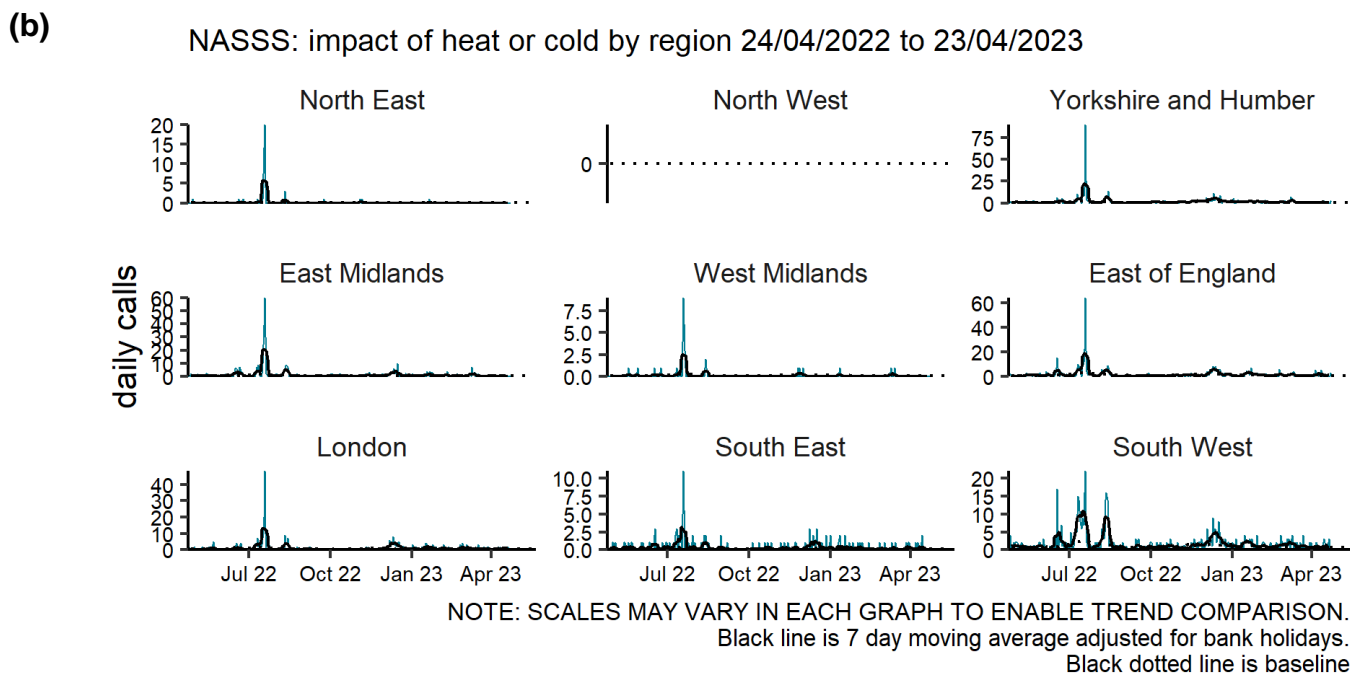 (b)
NASSS: impact of heat or cold by region 24/04/2022 to 23/04/2023
daily calls
North East
20
15
10
5
0
North West
0
Yorkshire and Humber
75
50
25
0
East Midlands
60
50
40
30
20
10
0
West Midlands
7.5
5.0
2.5
0.0
East of England
60
40
20
0
London
40
30
20
10
0
Jul 22 Oct 22 Jan 23 Apr 23
South East
10.0
7.5
5.0
2.5
0.0
Jul 22 Oct 22 Jan 23 Apr 23
South West
20
15
10
5
0
Jul 22 Oct 22 Jan 23 Apr 23
NOTE: SCALES MAY VARY IN EACH GRAPH TO ENABLE TREND COMPARISON.
Black line is 7 day moving average adjusted for bank holidays.
Black dotted line is baseline